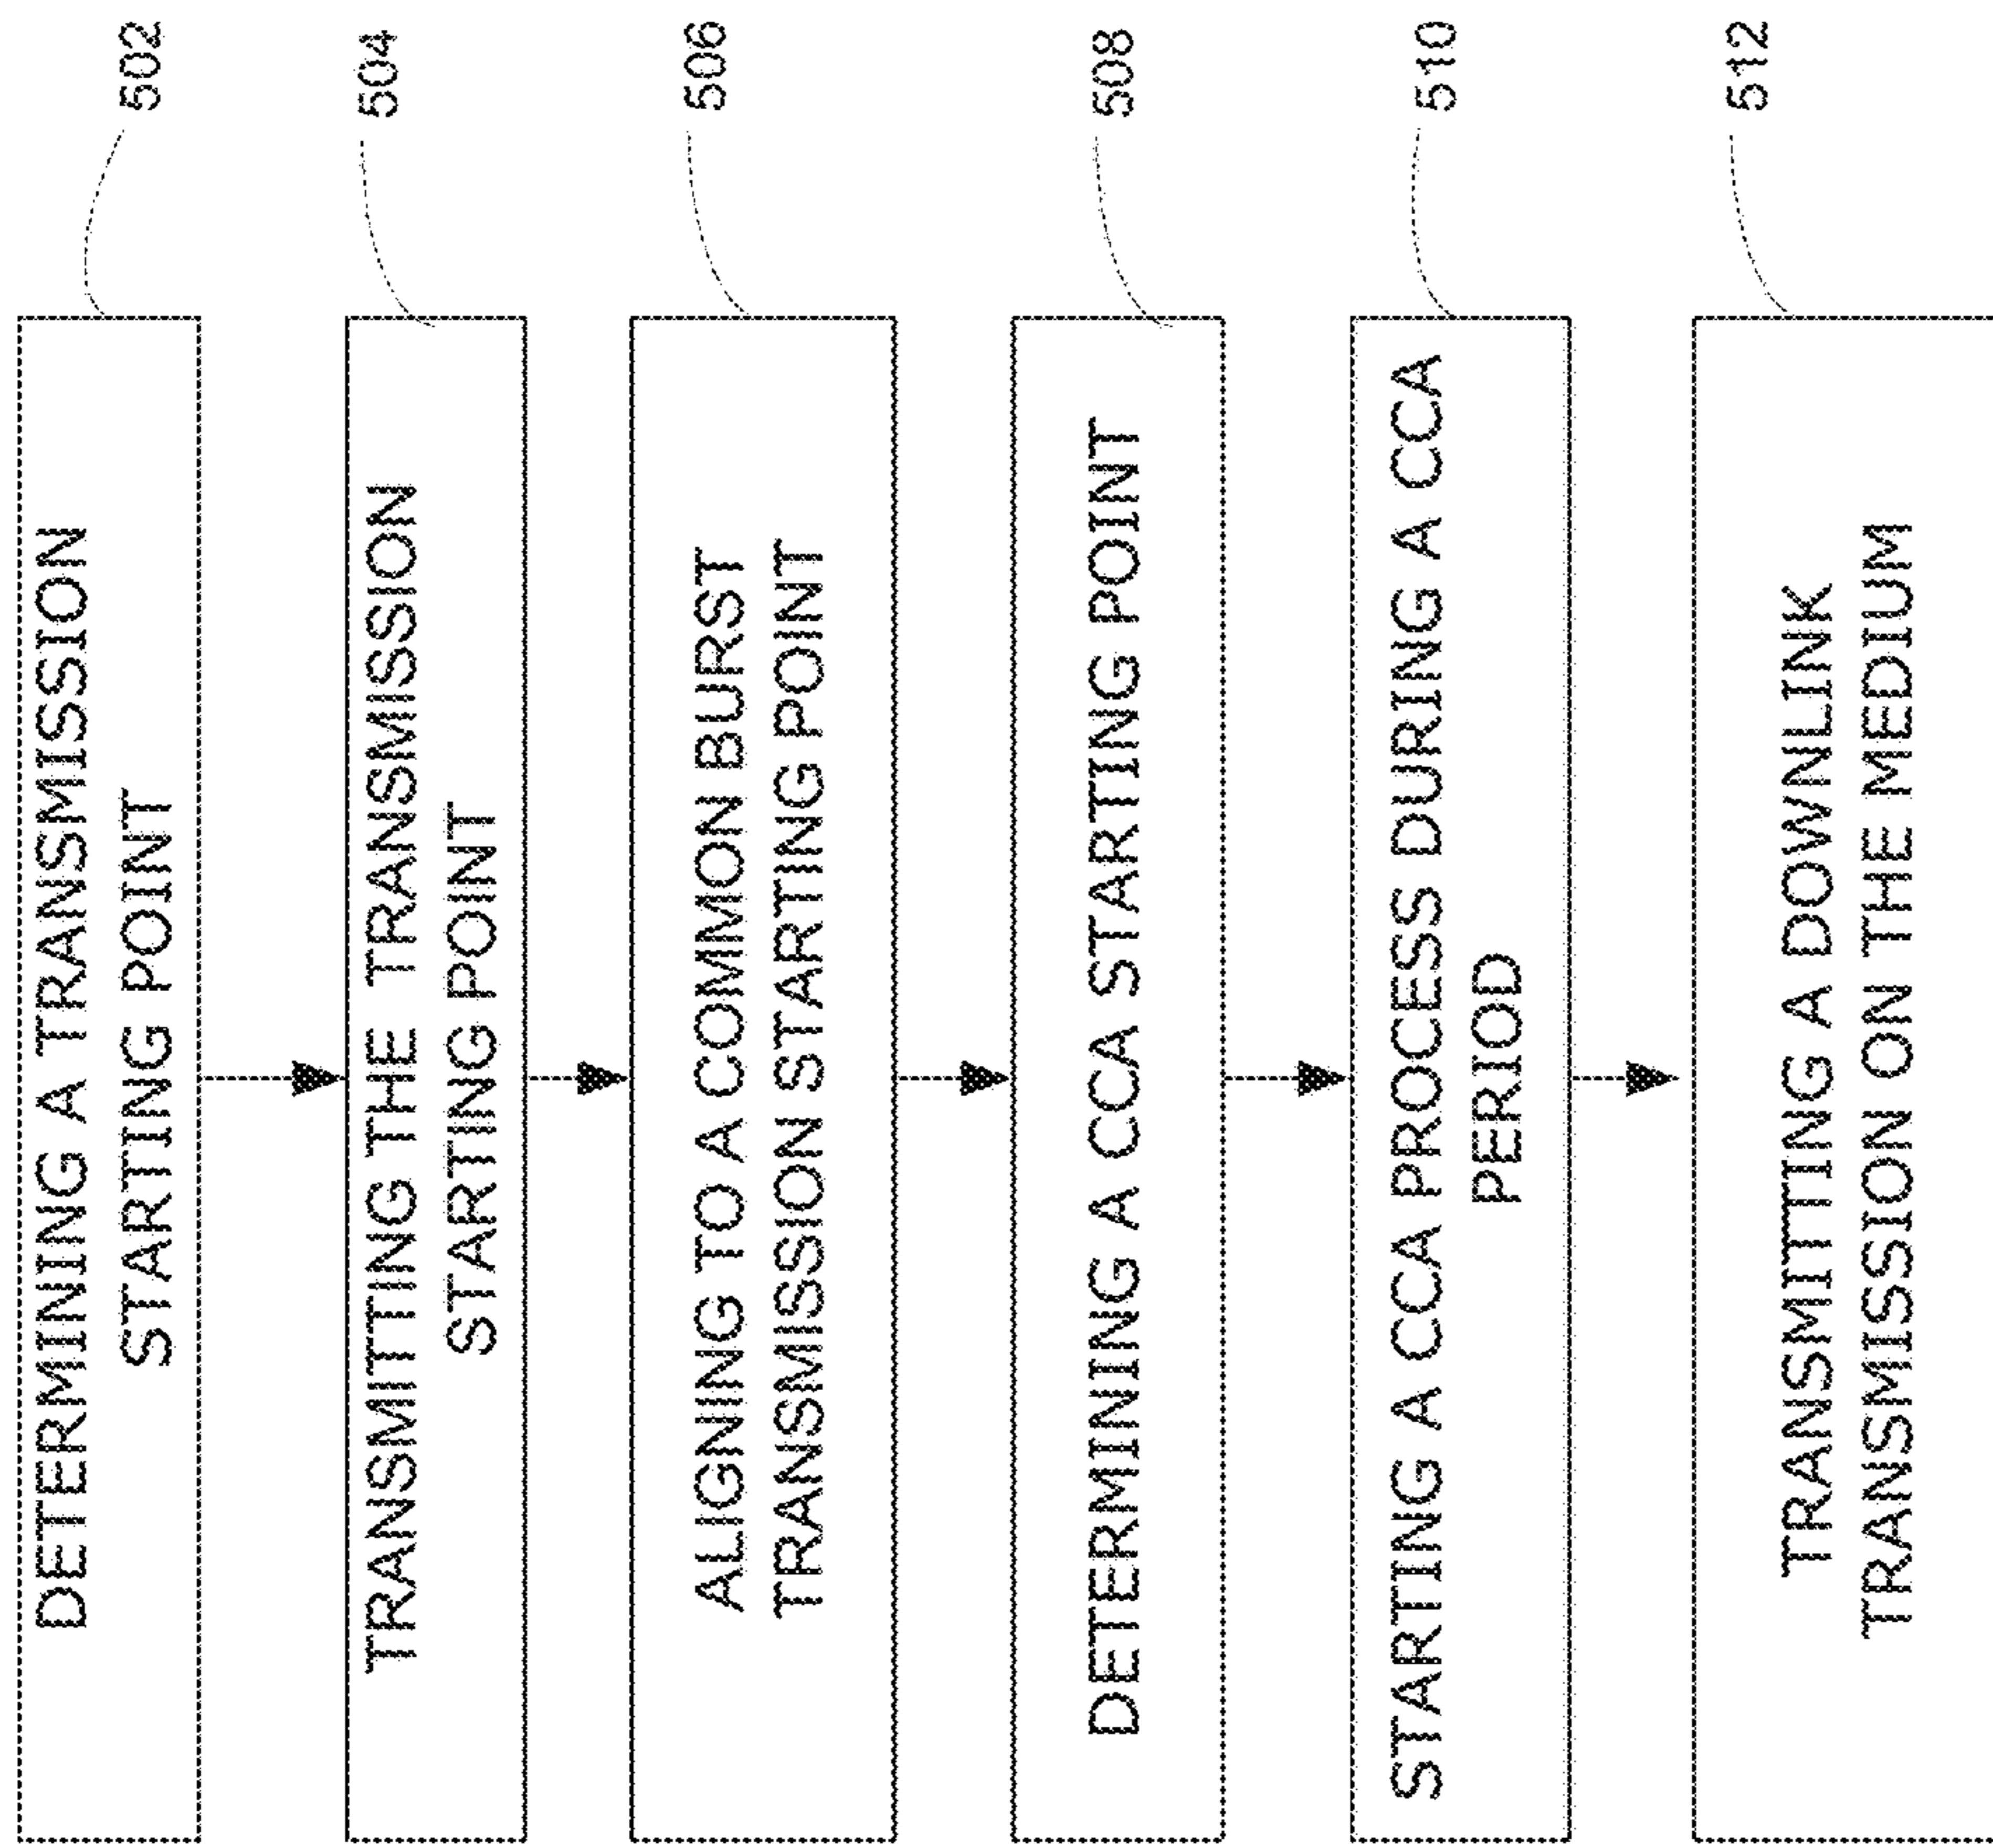 DETERMINING A TRANSMISSION
STARTING POINT
502
TRANSMITTING THE TRANSMISSION
STARTING POINT
504
ALIGNING TO A COMMON BURST
TRANSMISSION STARTING POINT
506
DETERMINING A CCA STARTING POINT
508
STARTING A CCA PROCESS DURING A CCA
PERIOD
510
TRANSMITTING A DOWNLINK
TRANSMISSION ON THE MEDIUM
512